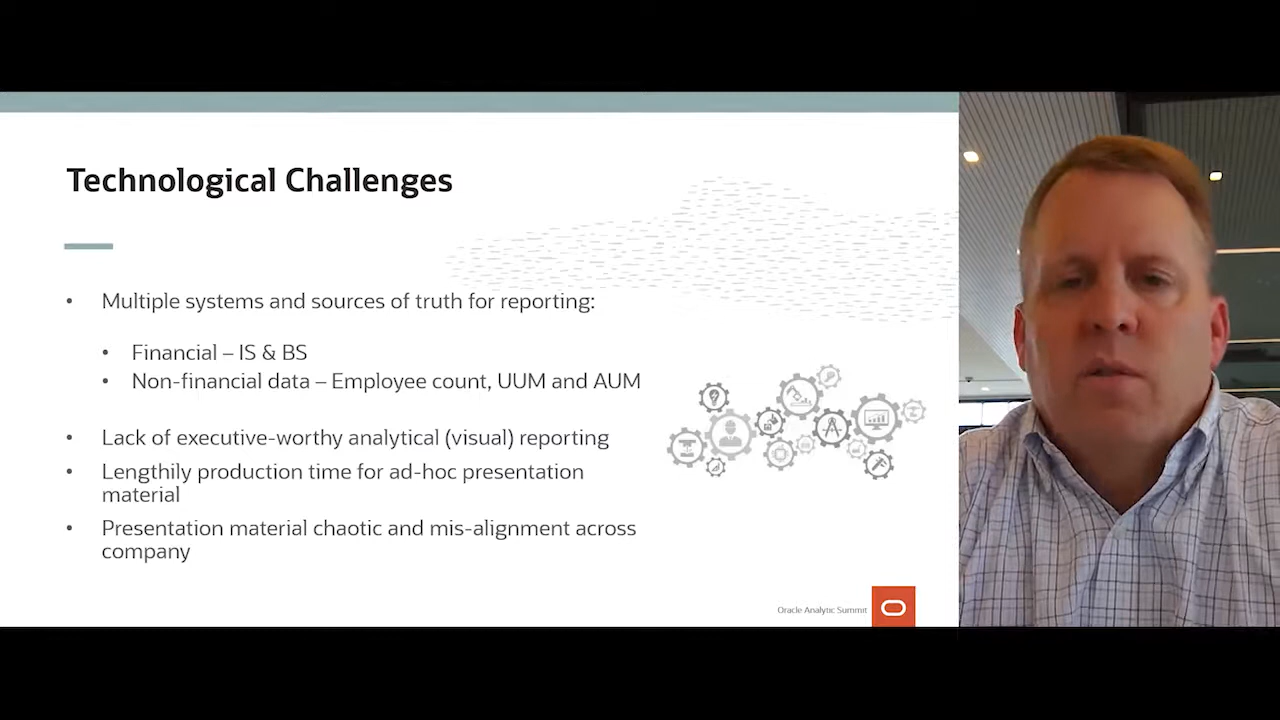 Technological Challenges
• Multiple systems and sources of truth for reporting:
• Financial – IS & BS
• Non-financial data – Employee count, UUM and AUM
• Lack of executive-worthy analytical (visual) reporting
• Lengthily production time for ad-hoc presentation
material
• Presentation material chaotic and mis-alignment across
company
Oracle Analytic Summit